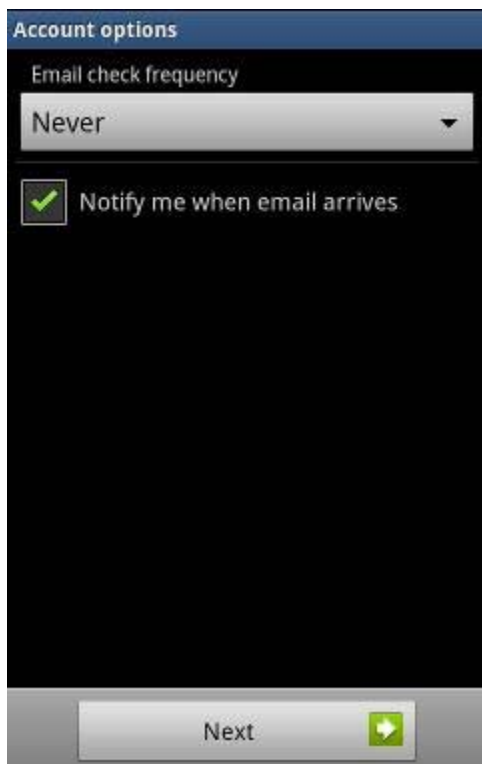 Account options
Email check frequency
Never
Notify me when email arrives
Next